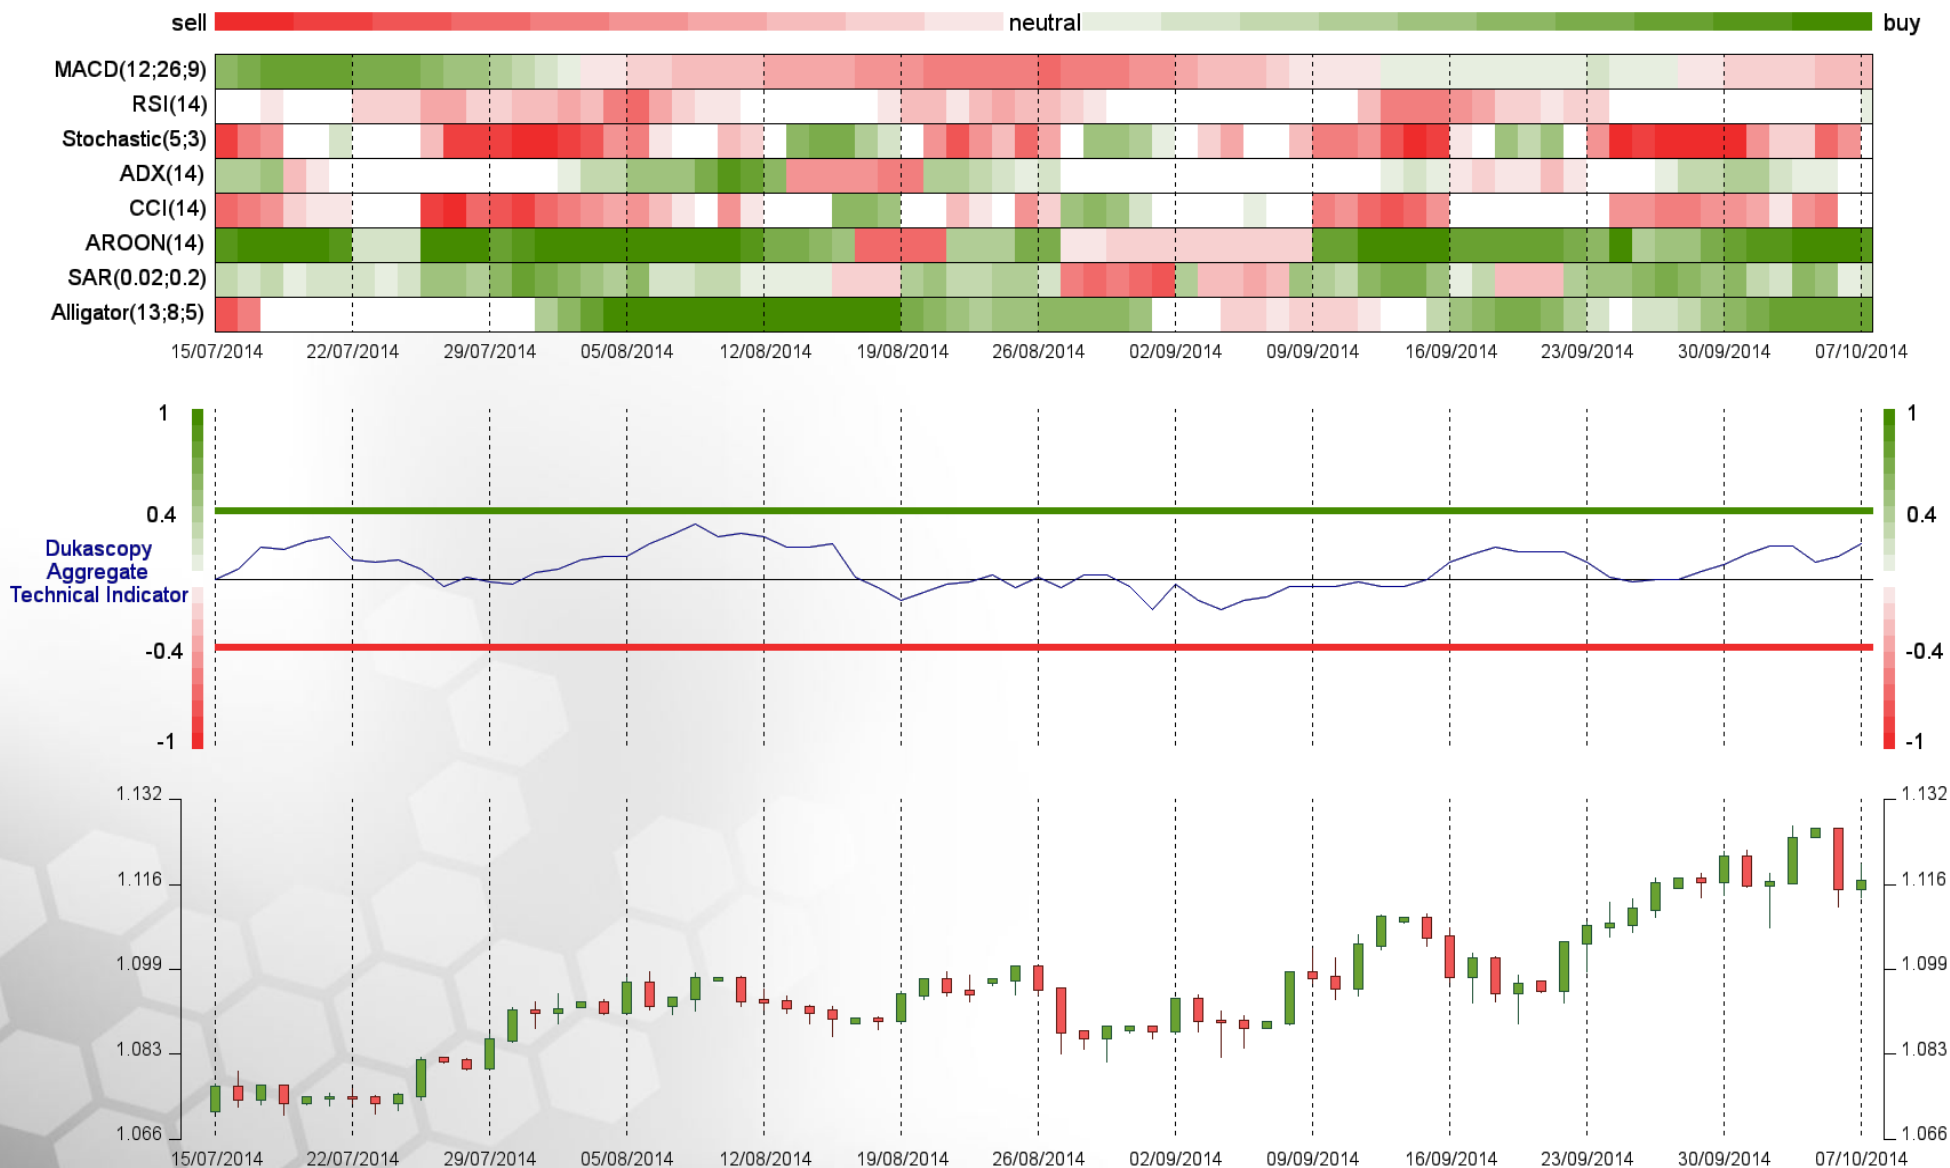 sell neutral buy
MACD(12;26;9)
RSI(14)
Stochastic(5;3)
ADX(14)
CCI(14)
AROON(14)
SAR(0.02;0.2)
Alligator(13;8;5)
15/07/2014 22/07/2014 29/07/2014 05/08/2014 12/08/2014 19/08/2014 26/08/2014 02/09/2014 09/09/2014 16/09/2014 23/09/2014 30/09/2014 07/10/2014
1 1
0.4 0.4
Dukascopy
Aggregate
Technical Indicator
-0.4 -0.4
-1 -1
1.132 1.132
1.116 1.116
1.099 1.099
1.083 1.083
1.066 1.066
15/07/2014 22/07/2014 29/07/2014 05/08/2014 12/08/2014 19/08/2014 26/08/2014 02/09/2014 09/09/2014 16/09/2014 23/09/2014 30/09/2014 07/10/2014